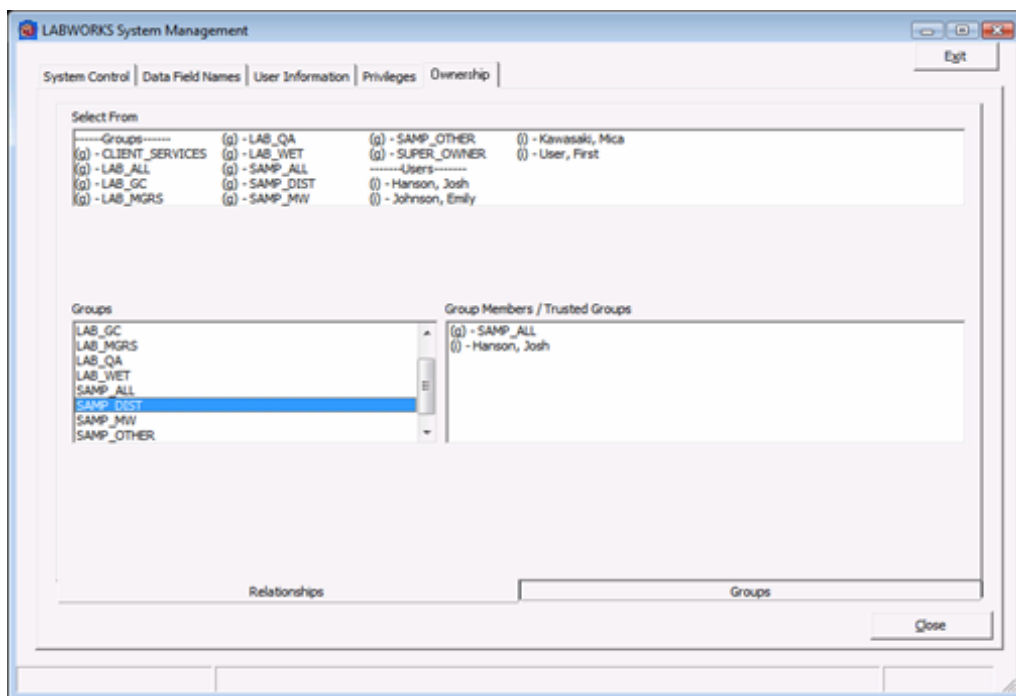 LABWORKS System Management
Exit
System Control Data Field Names User Information Privileges Ownership
Select From
------Groups------ (g) - LAB_QA (g) - SAMP_OTHER (i) - Kawasaki, Mica
(g) - CLIENT_SERVICES (g) - LAB_WET (g) - SUPER_OWNER (i) - User, First
(g) - LAB_ALL (g) - SAMP_ALL -------Users-------
(g) - LAB_GC (g) - SAMP_DIST (i) - Hanson, Josh
(g) - LAB_MGRS (g) - SAMP_MW (i) - Johnson, Emily
Groups
LAB_GC
LAB_MGRS
LAB_QA
LAB_WET
SAMP_ALL
SAMP_DIST
SAMP_MW
SAMP_OTHER
Group Members / Trusted Groups
(g) - SAMP_ALL
(i) - Hanson, Josh
Relationships Groups
Close